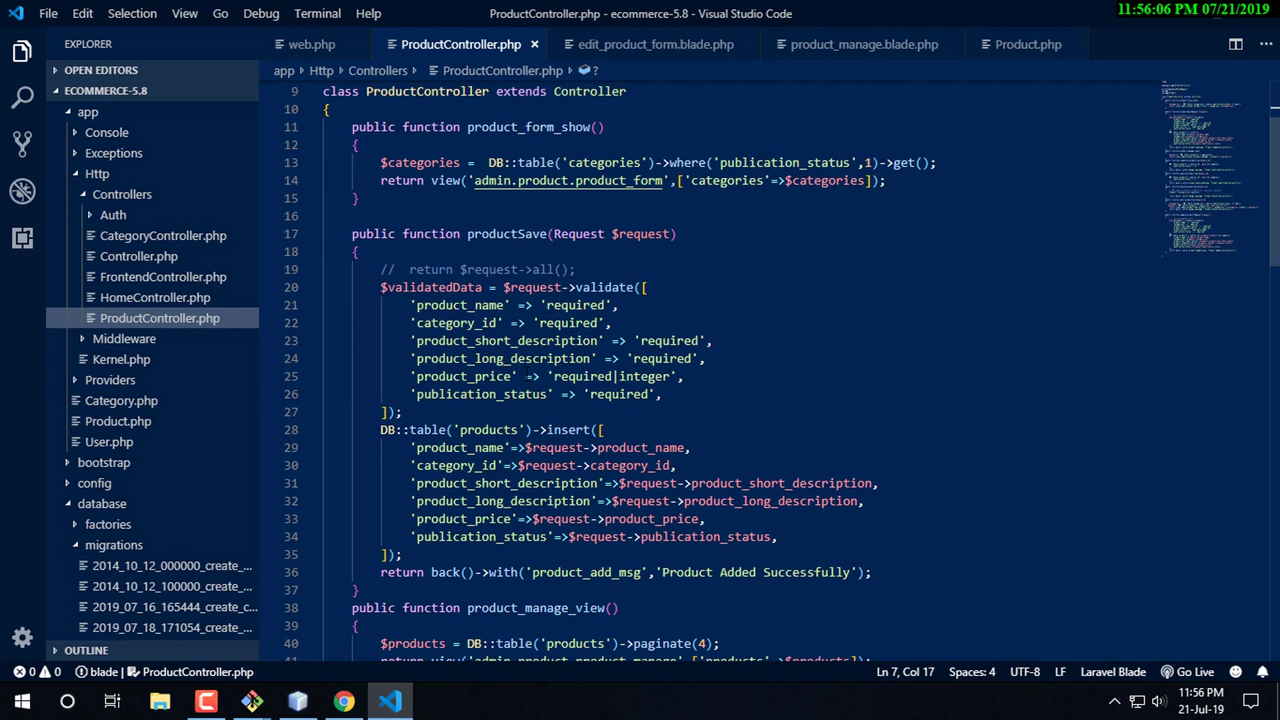 File Edit Selection View Go Debug Terminal Help
ProductController.php - ecommerce-5.8 - Visual Studio Code
11:56:06 PM 07/21/2019
EXPLORER
OPEN EDITORS
ECOMMERCE-5.8
app
Console
Exceptions
Http
Controllers
Auth
CategoryController.php
Controller.php
FrontendController.php
HomeController.php
ProductController.php
Middleware
Kernel.php
Providers
Category.php
Product.php
User.php
bootstrap
config
database
factories
migrations
2014_10_12_000000_create_...
2014_10_12_100000_create_...
2019_07_16_165444_create_c...
2019_07_18_171054_create_...
OUTLINE
web.php ProductController.php × edit_product_form.blade.php product_manage.blade.php Product.php
app › Http › Controllers › ProductController.php › ?
9 class ProductController extends Controller
10 {
11 public function product_form_show()
12 {
13 $categories = DB::table('categories')->where('publication_status',1)->get();
14 return view('admin.product.product_form',['categories'=>$categories]);
15 }
16
17 public function productSave(Request $request)
18 {
19 // return $request->all();
20 $validatedData = $request->validate([
21 'product_name' => 'required',
22 'category_id' => 'required',
23 'product_short_description' => 'required',
24 'product_long_description' => 'required',
25 'product_price' => 'required|integer',
26 'publication_status' => 'required',
27 ]);
28 DB::table('products')->insert([
29 'product_name'=>$request->product_name,
30 'category_id'=>$request->category_id,
31 'product_short_description'=>$request->product_short_description,
32 'product_long_description'=>$request->product_long_description,
33 'product_price'=>$request->product_price,
34 'publication_status'=>$request->publication_status,
35 ]);
36 return back()->with('product_add_msg','Product Added Successfully');
37 }
38 public function product_manage_view()
39 {
40 $products = DB::table('products')->paginate(4);
41 return view('admin.product.product_manage',['products'=>$products]);
0 0 blade | ProductController.php Ln 7, Col 17 Spaces: 4 UTF-8 LF Laravel Blade Go Live
11:56 PM
21-Jul-19